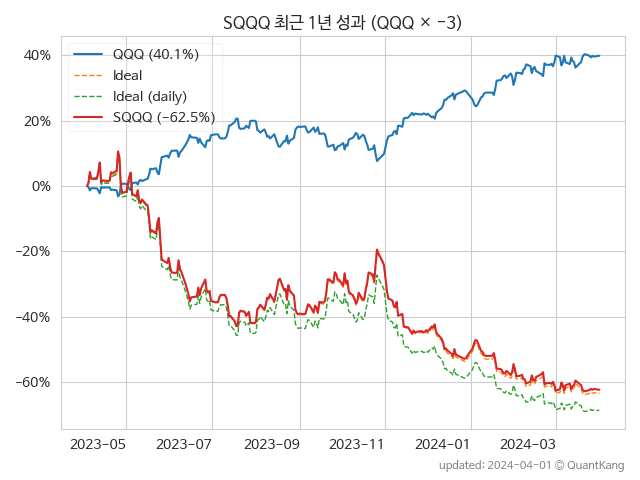 SQQQ 최근 1년 성과 (QQQ × −3)
QQQ (40.1%)
Ideal
Ideal (daily)
SQQQ (−62.5%)
40%
20%
0%
−20%
−40%
−60%
2023-05
2023-07
2023-09
2023-11
2024-01
2024-03
updated: 2024-04-01 © QuantKang